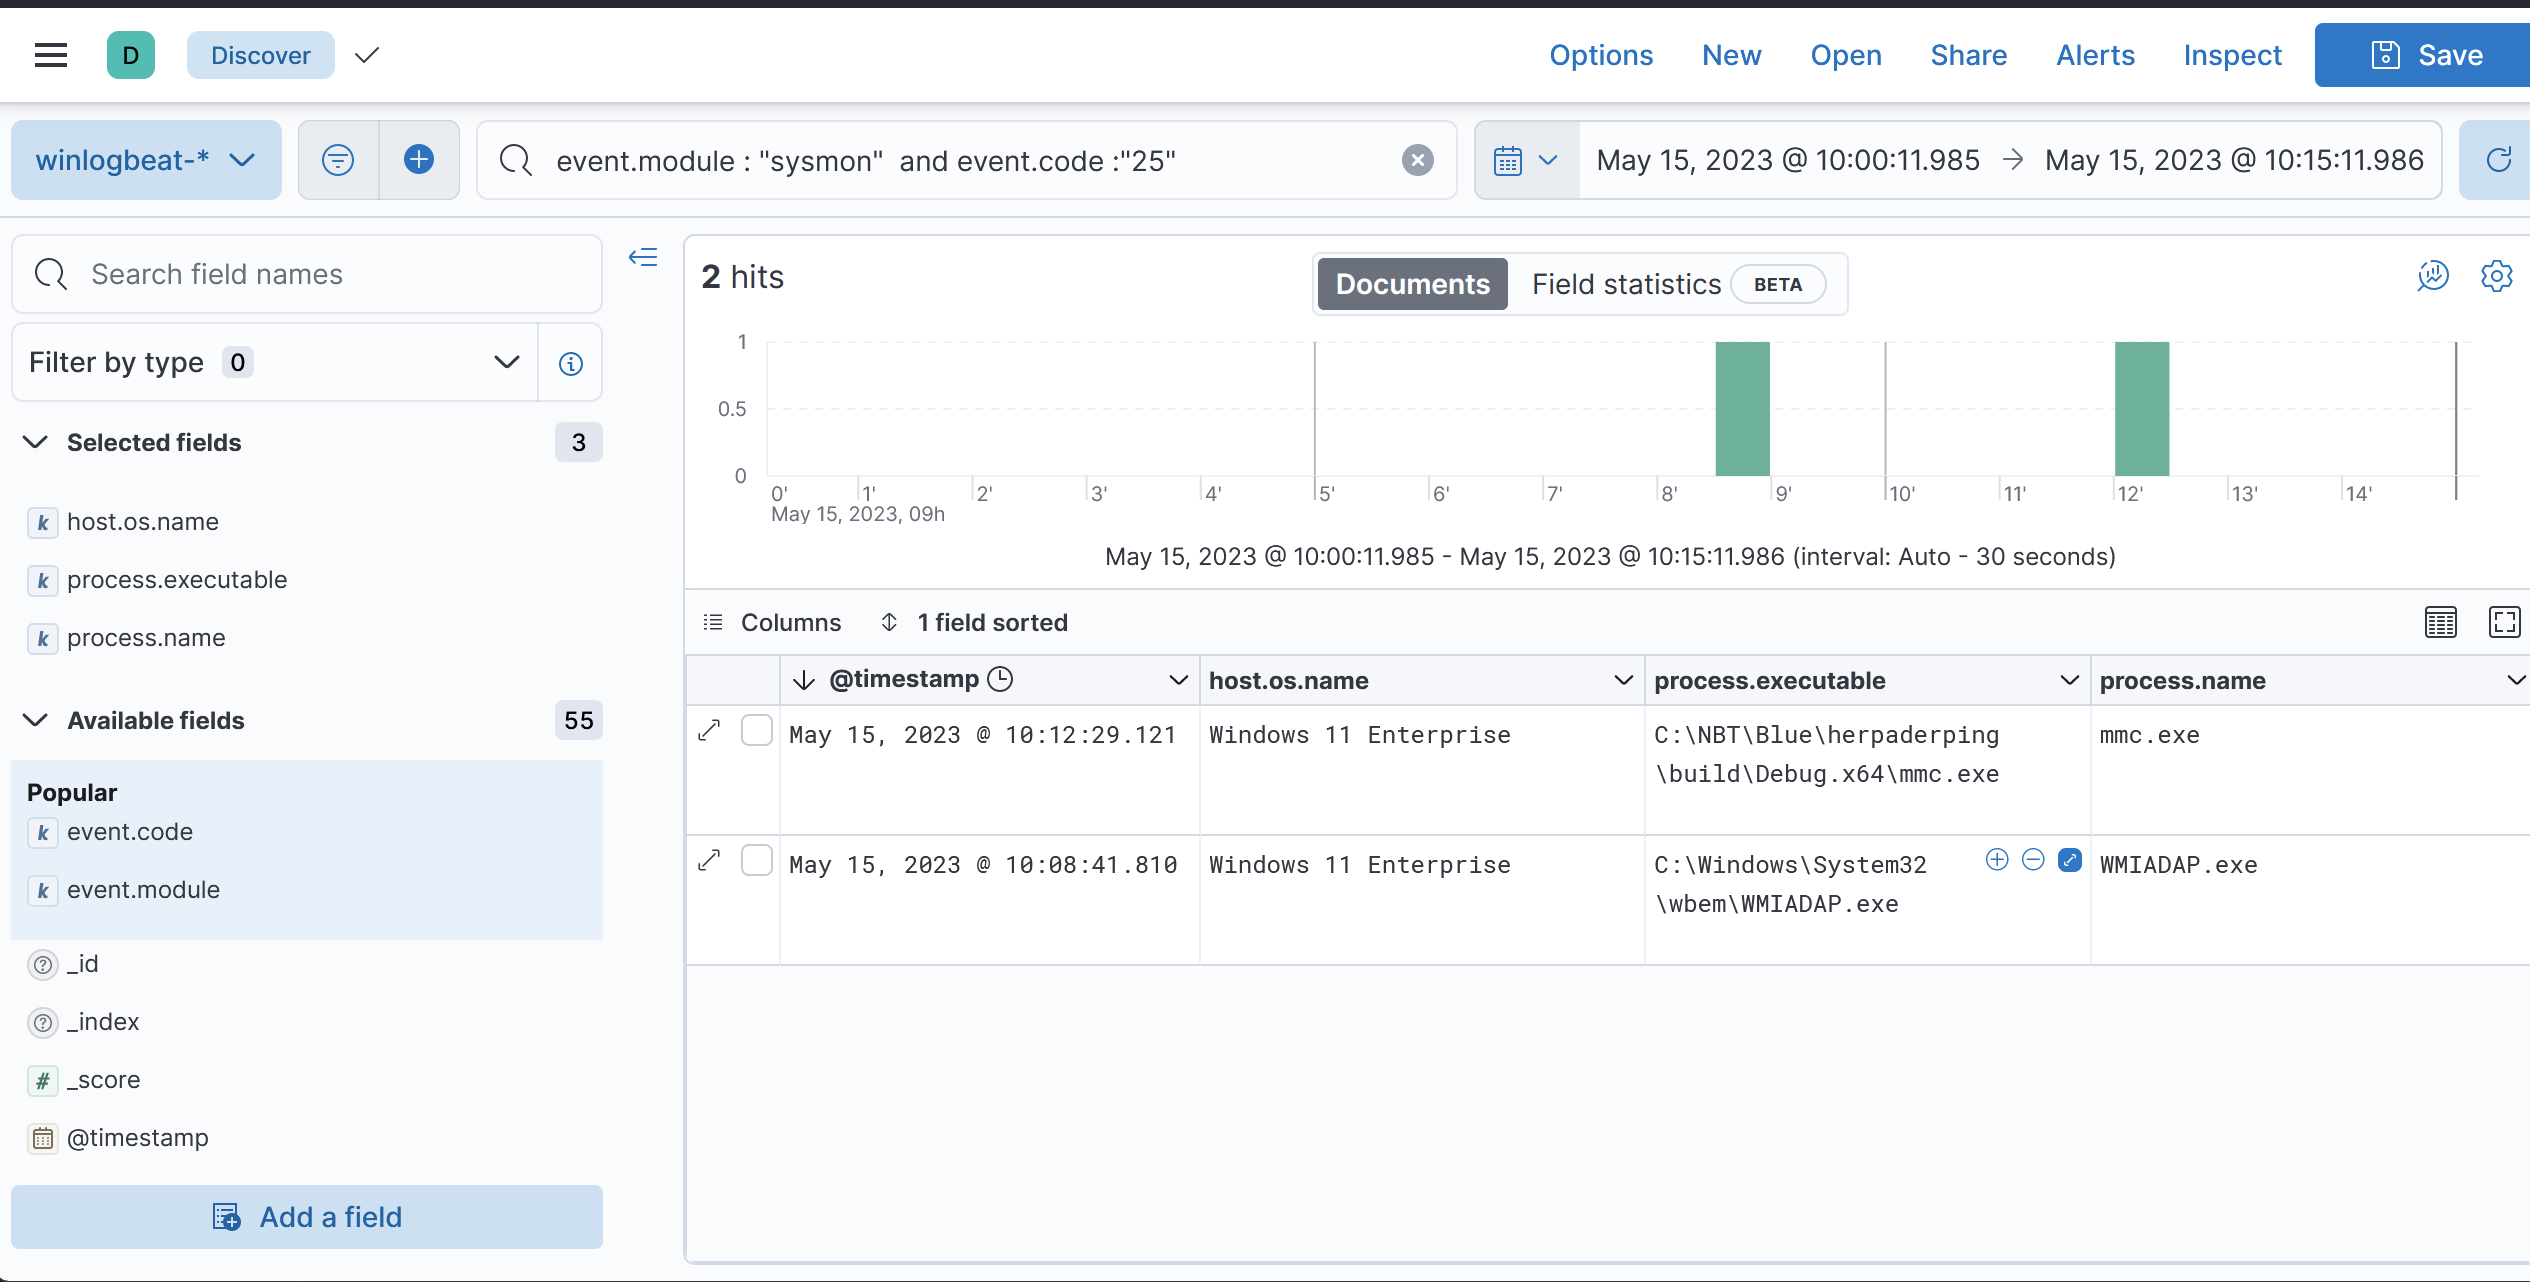 D Discover Options New Open Share Alerts Inspect Save
winlogbeat-* event.module : "sysmon" and event.code :"25" May 15, 2023 @ 10:00:11.985 → May 15, 2023 @ 10:15:11.986
Search field names
Filter by type 0
Selected fields 3
k host.os.name
k process.executable
k process.name
Available fields 55
Popular
k event.code
k event.module
? _id
? _index
# _score
@timestamp
Add a field
2 hits
Documents Field statistics BETA
1
0.5
0
0' 1' 2' 3' 4' 5' 6' 7' 8' 9' 10' 11' 12' 13' 14'
May 15, 2023, 09h
May 15, 2023 @ 10:00:11.985 - May 15, 2023 @ 10:15:11.986 (interval: Auto - 30 seconds)
Columns 1 field sorted
@timestamp host.os.name process.executable process.name
May 15, 2023 @ 10:12:29.121 Windows 11 Enterprise C:\NBT\Blue\herpaderping mmc.exe
\build\Debug.x64\mmc.exe
May 15, 2023 @ 10:08:41.810 Windows 11 Enterprise C:\Windows\System32 WMIADAP.exe
\wbem\WMIADAP.exe